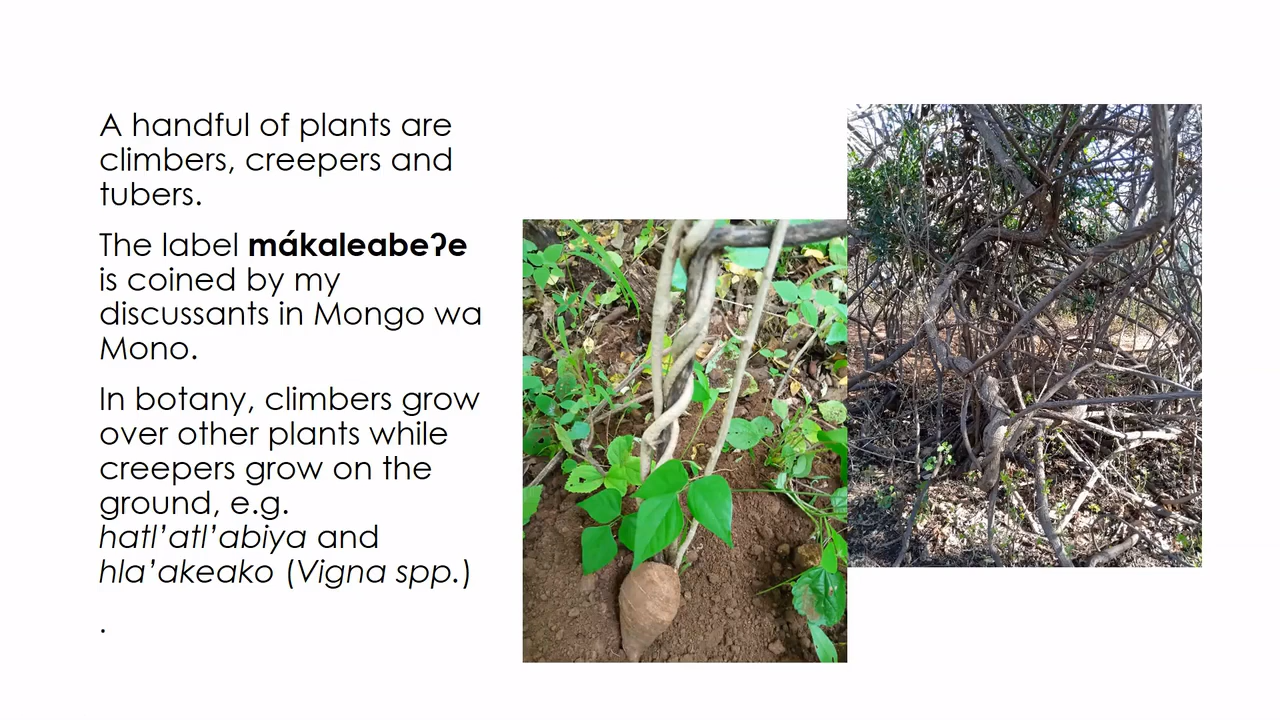 A handful of plants are
climbers, creepers and
tubers.
The label mákaleabeʔe
is coined by my
discussants in Mongo wa
Mono.
In botany, climbers grow
over other plants while
creepers grow on the
ground, e.g.
hatl’atl’abiya and
hla’akeako (Vigna spp.)
.